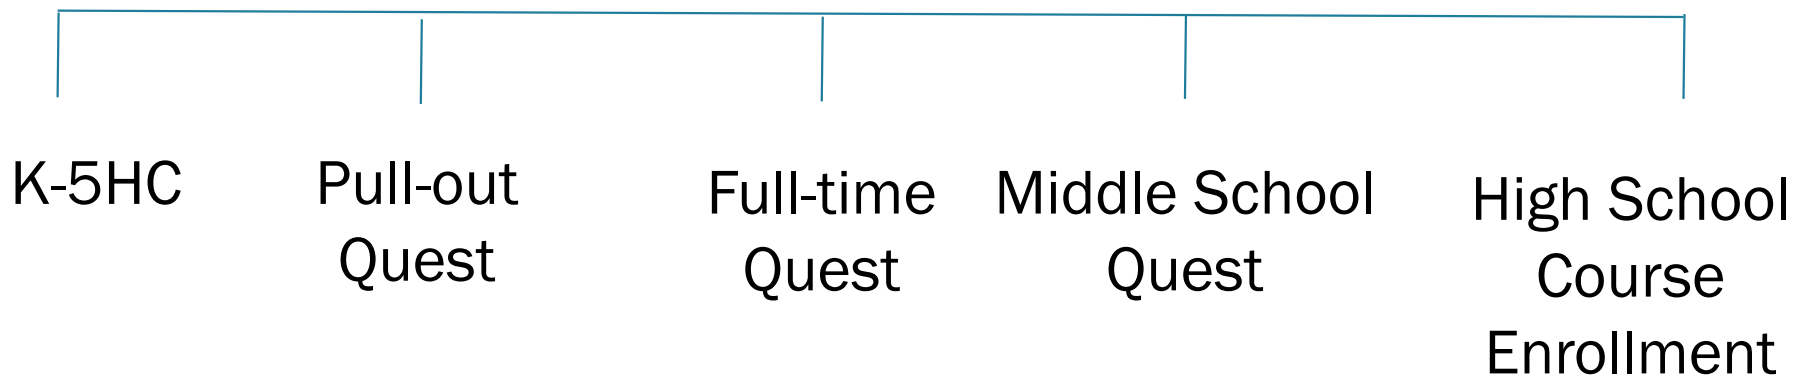 K-5HC
Pull-out
Quest
Full-time
Quest
Middle School
Quest
High School
Course
Enrollment